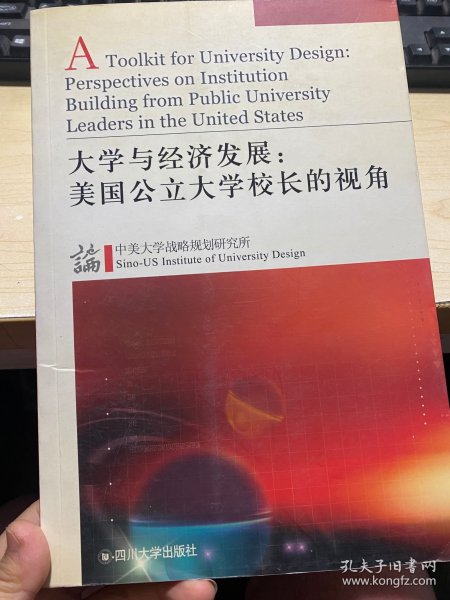 A Toolkit for University Design:
Perspectives on Institution
Building from Public University
Leaders in the United States
大学与经济发展：
美国公立大学校长的视角
論
中美大学战略规划研究所
Sino-US Institute of University Design
四川大学出版社
孔夫子旧书网
www.kongfz.com